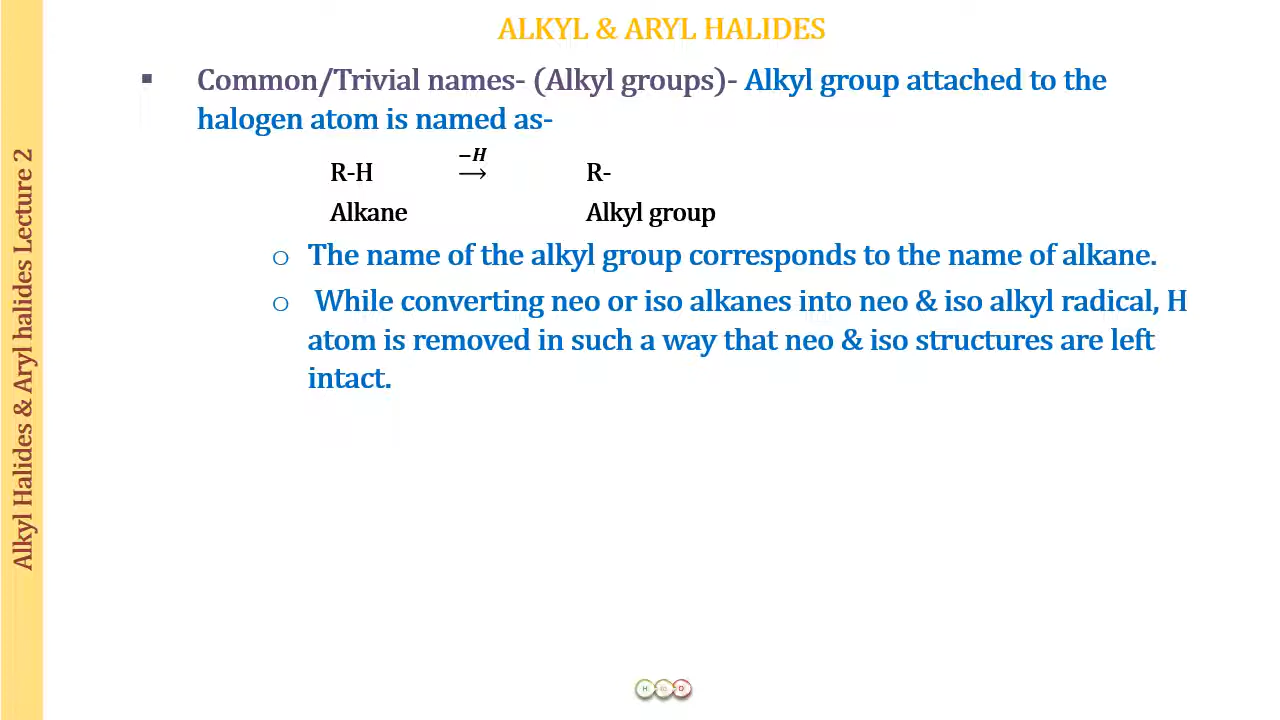 ALKYL & ARYL HALIDES
▪ Common/Trivial names- (Alkyl groups)- Alkyl group attached to the
halogen atom is named as-
R-H −H → R-
Alkane Alkyl group
o The name of the alkyl group corresponds to the name of alkane.
o While converting neo or iso alkanes into neo & iso alkyl radical, H
atom is removed in such a way that neo & iso structures are left
intact.
Alkyl Halides & Aryl halides Lecture 2